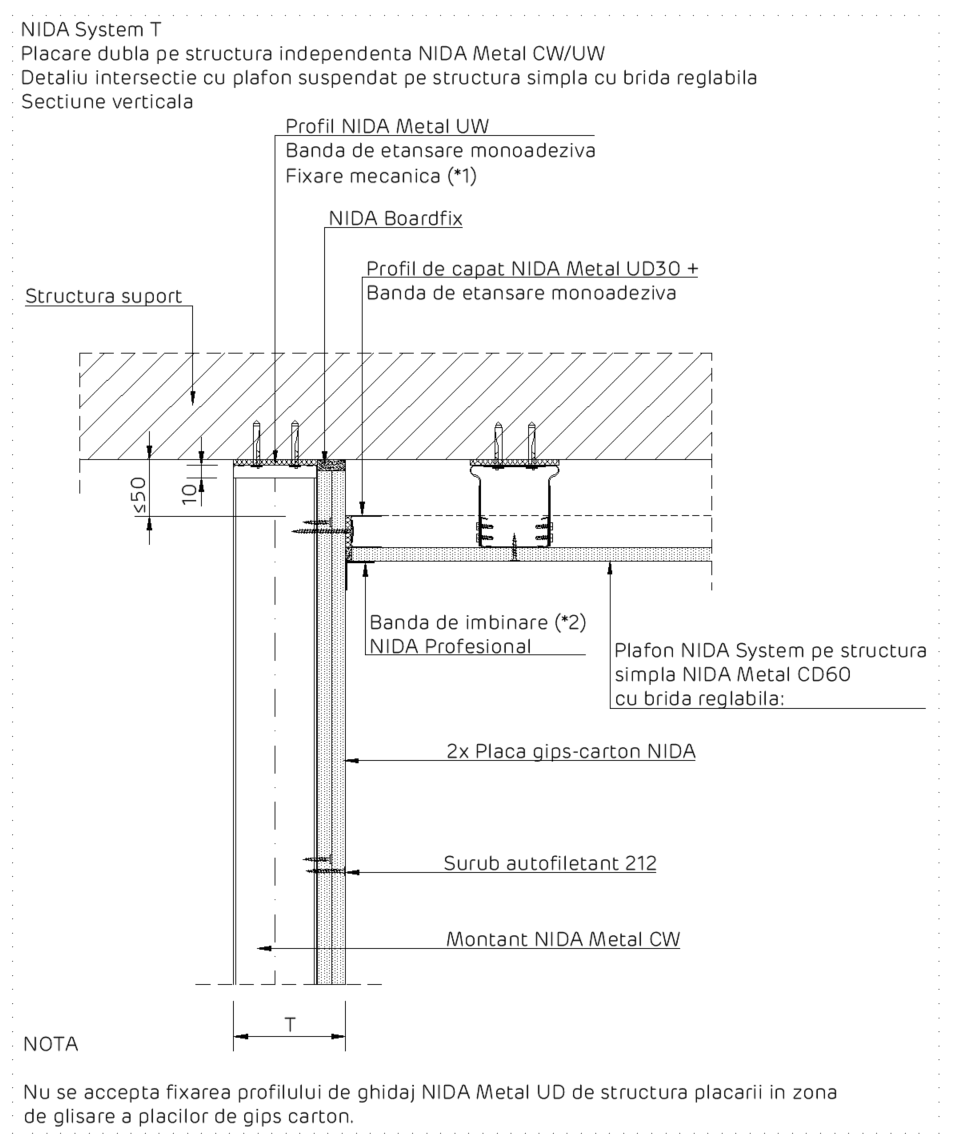 NIDA System T
Placare dubla pe structura independenta NIDA Metal CW/UW
Detaliu intersectie cu plafon suspendat pe structura simpla cu brida reglabila
Sectiune verticala
Profil NIDA Metal UW
Banda de etansare monoadeziva
Fixare mecanica (*1)
NIDA Boardfix
Profil de capat NIDA Metal UD30 +
Banda de etansare monoadeziva
Structura suport
≤50
10
Banda de imbinare (*2)
NIDA Profesional
Plafon NIDA System pe structura
simpla NIDA Metal CD60
cu brida reglabila:
2x Placa gips-carton NIDA
Surub autofiletant 212
Montant NIDA Metal CW
T
NOTA
Nu se accepta fixarea profilului de ghidaj NIDA Metal UD de structura placarii in zona
de glisare a placilor de gips carton.